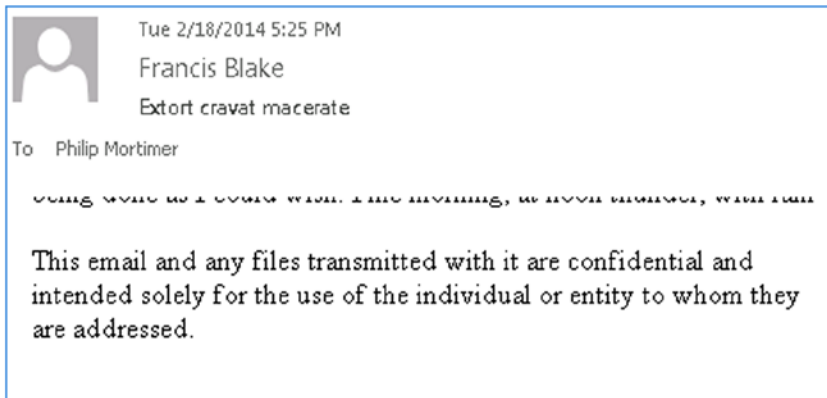 Tue 2/18/2014 5:25 PM
Francis Blake
Extort cravat macerate
To Philip Mortimer
being done as I could wish. Fine morning, at noon thunder, with rain
This email and any files transmitted with it are confidential and
intended solely for the use of the individual or entity to whom they
are addressed.